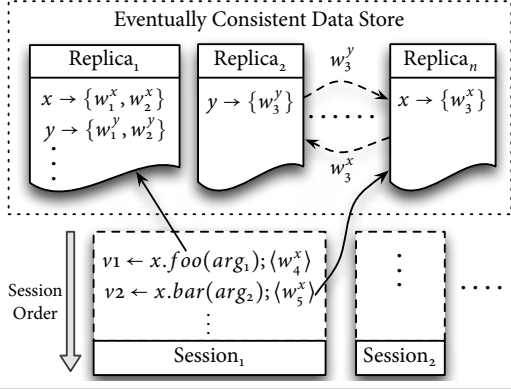 Eventually Consistent Data Store
Replica₁
x → {w₁ˣ, w₂ˣ}
y → {w₁ʸ, w₂ʸ}
⋮
Replica₂
y → {w₃ʸ}
w₃ʸ
......
w₃ˣ
Replicaₙ
x → {w₃ˣ}
Session
Order
v1 ← x.foo(arg₁);⟨w₄ˣ⟩
v2 ← x.bar(arg₂);⟨w₅ˣ⟩
⋮
Session₁
⋮
Session₂
....